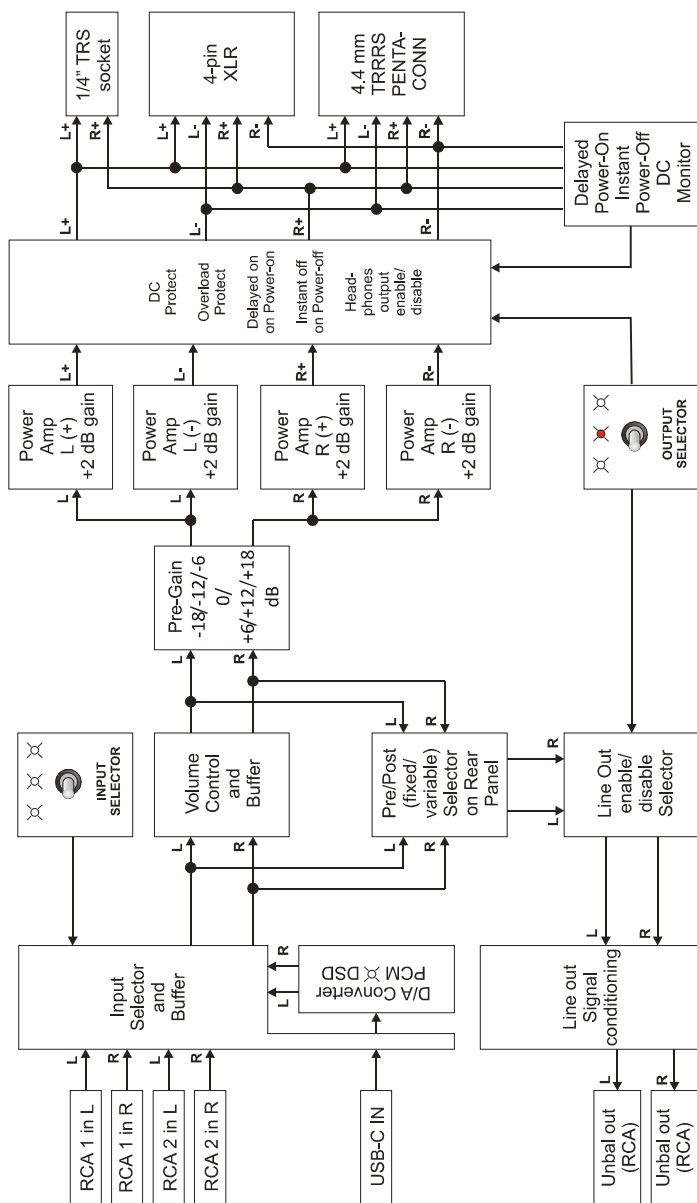 RCA 1 in L
RCA 1 in R
RCA 2 in L
RCA 2 in R
USB-C IN
L
R
L
R
Input
Selector
and
Buffer
D/A Converter
PCM DSD
L
R
INPUT
SELECTOR
L
R
Volume
Control
and
Buffer
L
R
L
R
Pre/Post
(fixed/
variable)
Selector
on Rear
Panel
L
R
L
R
Line Out
enable/
disable
Selector
L
R
Line out
Signal
conditioning
L
R
Unbal out
(RCA)
Unbal out
(RCA)
Pre-Gain
-18/-12/-6
0/
+6/+12/+18
dB
L
L
R
R
Power
Amp
L (+)
+2 dB gain
Power
Amp
L (-)
+2 dB gain
Power
Amp
R (+)
+2 dB gain
Power
Amp
R (-)
+2 dB gain
L+
L-
R+
R-
DC
Protect
Overload
Protect
Delayed on
on Power-on
Instant off
on Power-off
Head-
phones
output
enable/
disable
L+
L-
R+
R-
OUTPUT
SELECTOR
Delayed
Power-On
Instant
Power-Off
DC
Monitor
L+
R+
1/4” TRS
socket
L+
L-
R+
R-
4-pin
XLR
L+
L-
R+
R-
4.4 mm
TRRRS
PENTA-
CONN